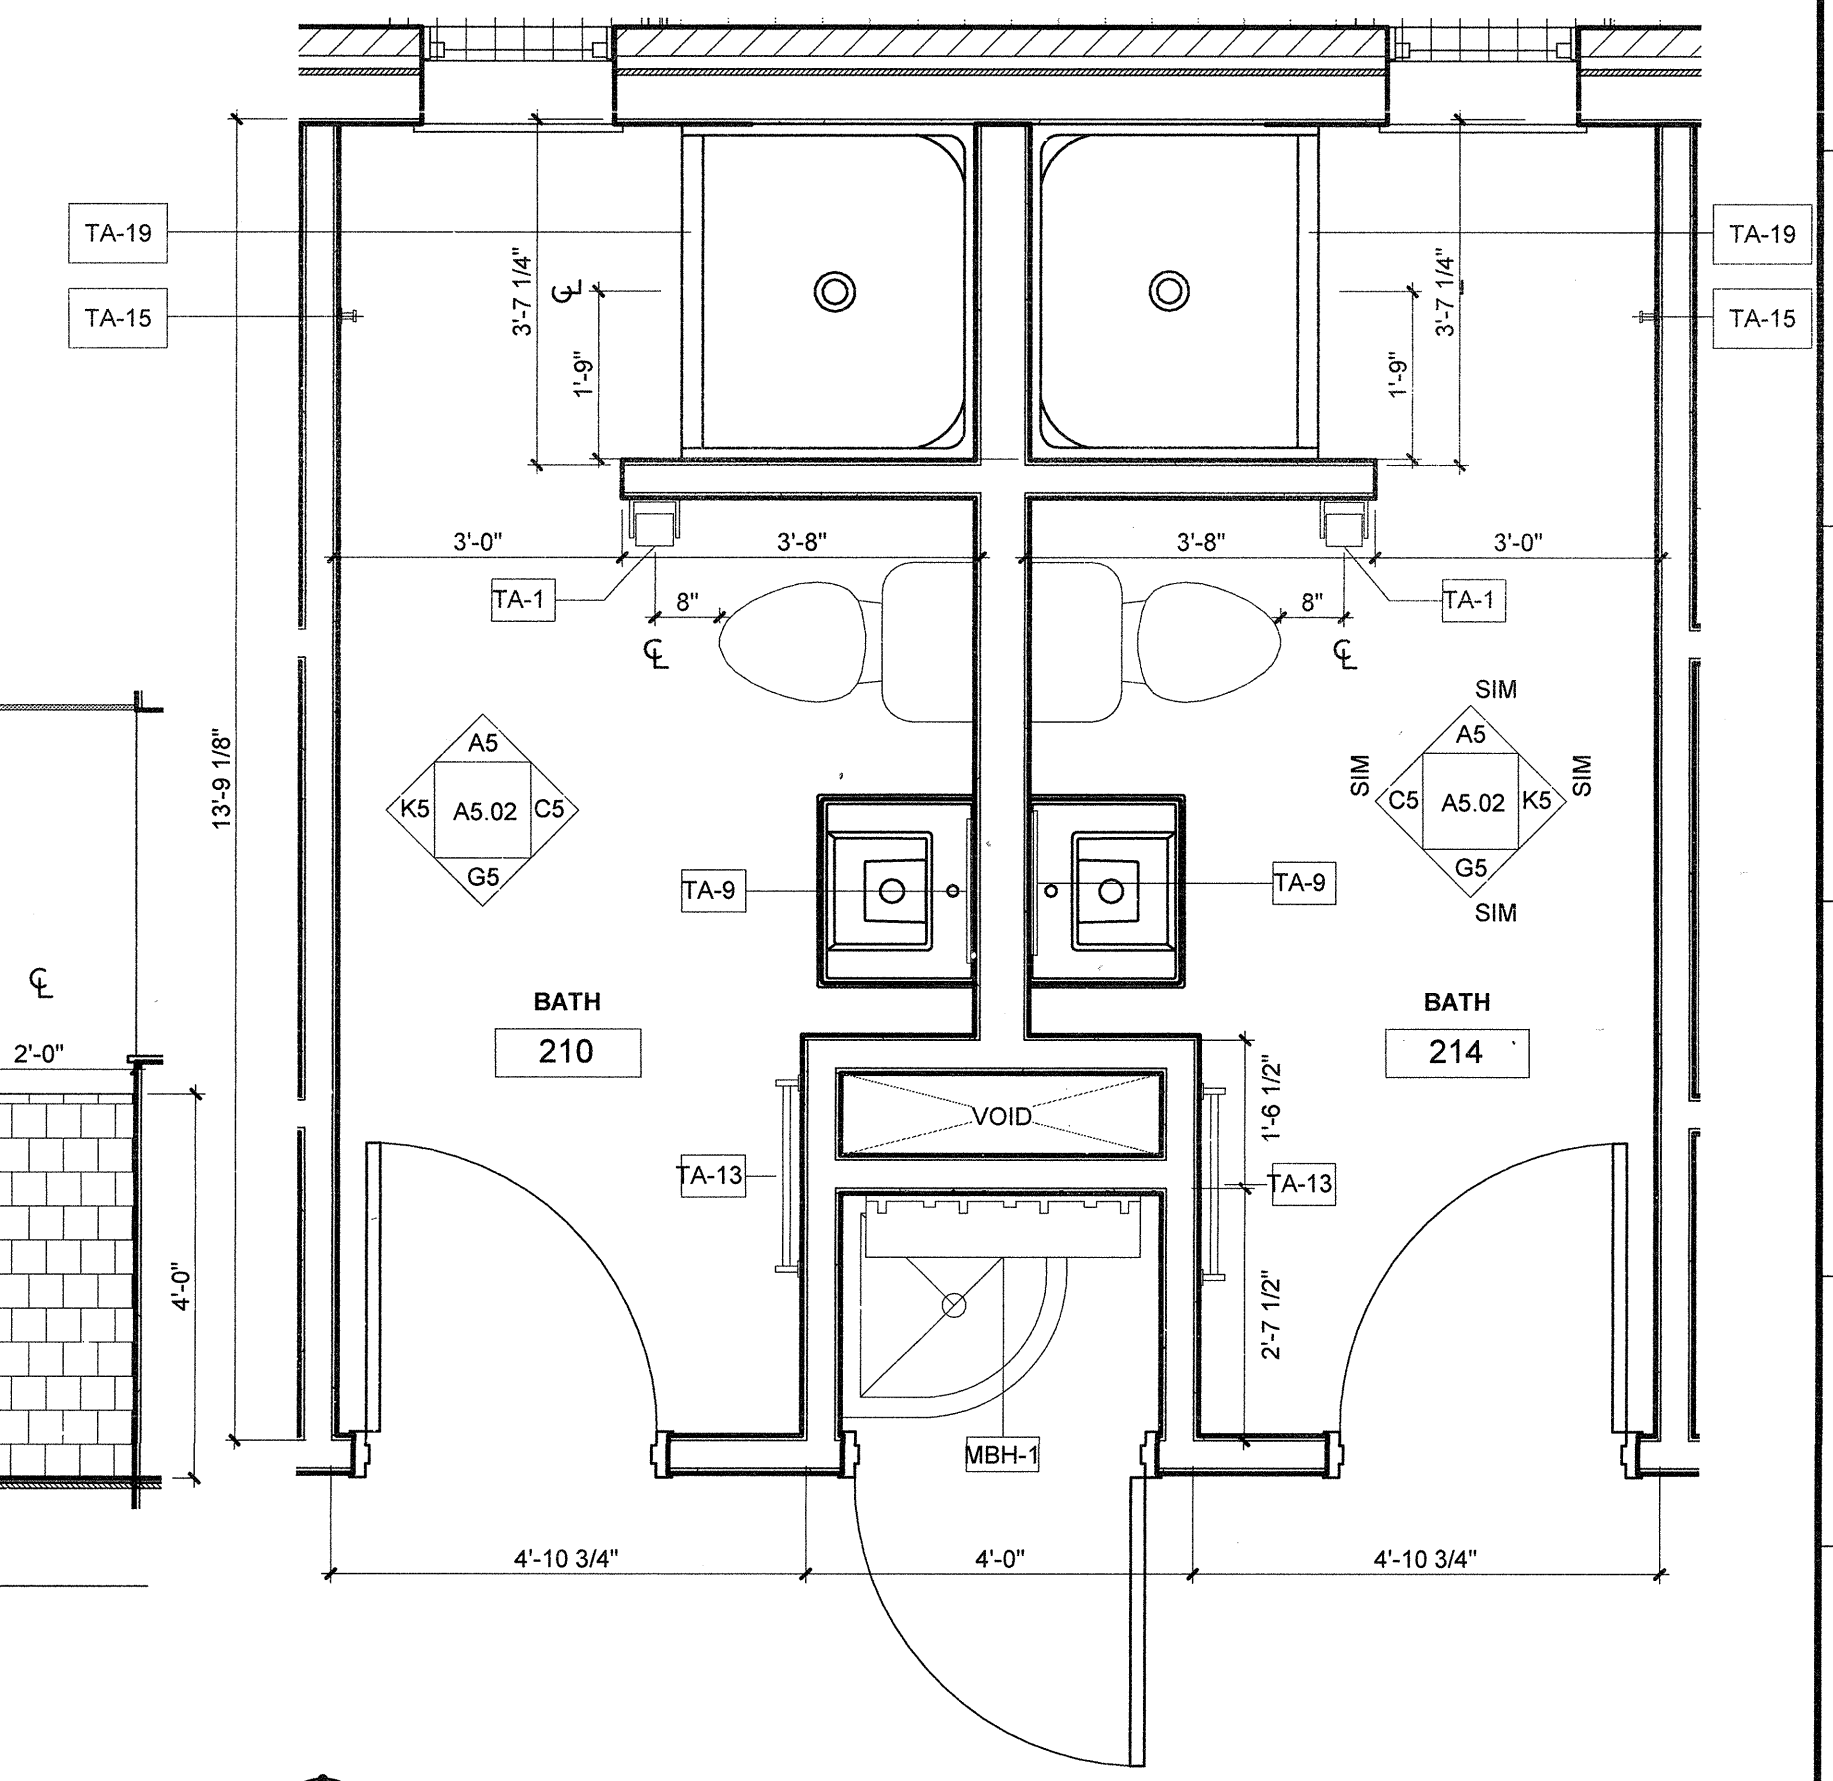 TA-19
TA-19
3'-7 1/4"
3'-7 1/4"
TA-15
TA-15
℄
1'-9"
1'-9"
3'-0"
3'-8"
3'-8"
3'-0"
TA-1
8"
8"
TA-1
℄
℄
SIM
A5
K5
A5.02
C5
G5
SIM
A5
C5
A5.02
K5
G5
SIM
SIM
13'-9 1/8"
TA-9
TA-9
℄
BATH
210
BATH
214
2'-0"
1'-6 1/2"
VOID
TA-13
TA-13
4'-0"
2'-7 1/2"
MBH-1
4'-10 3/4"
4'-0"
4'-10 3/4"